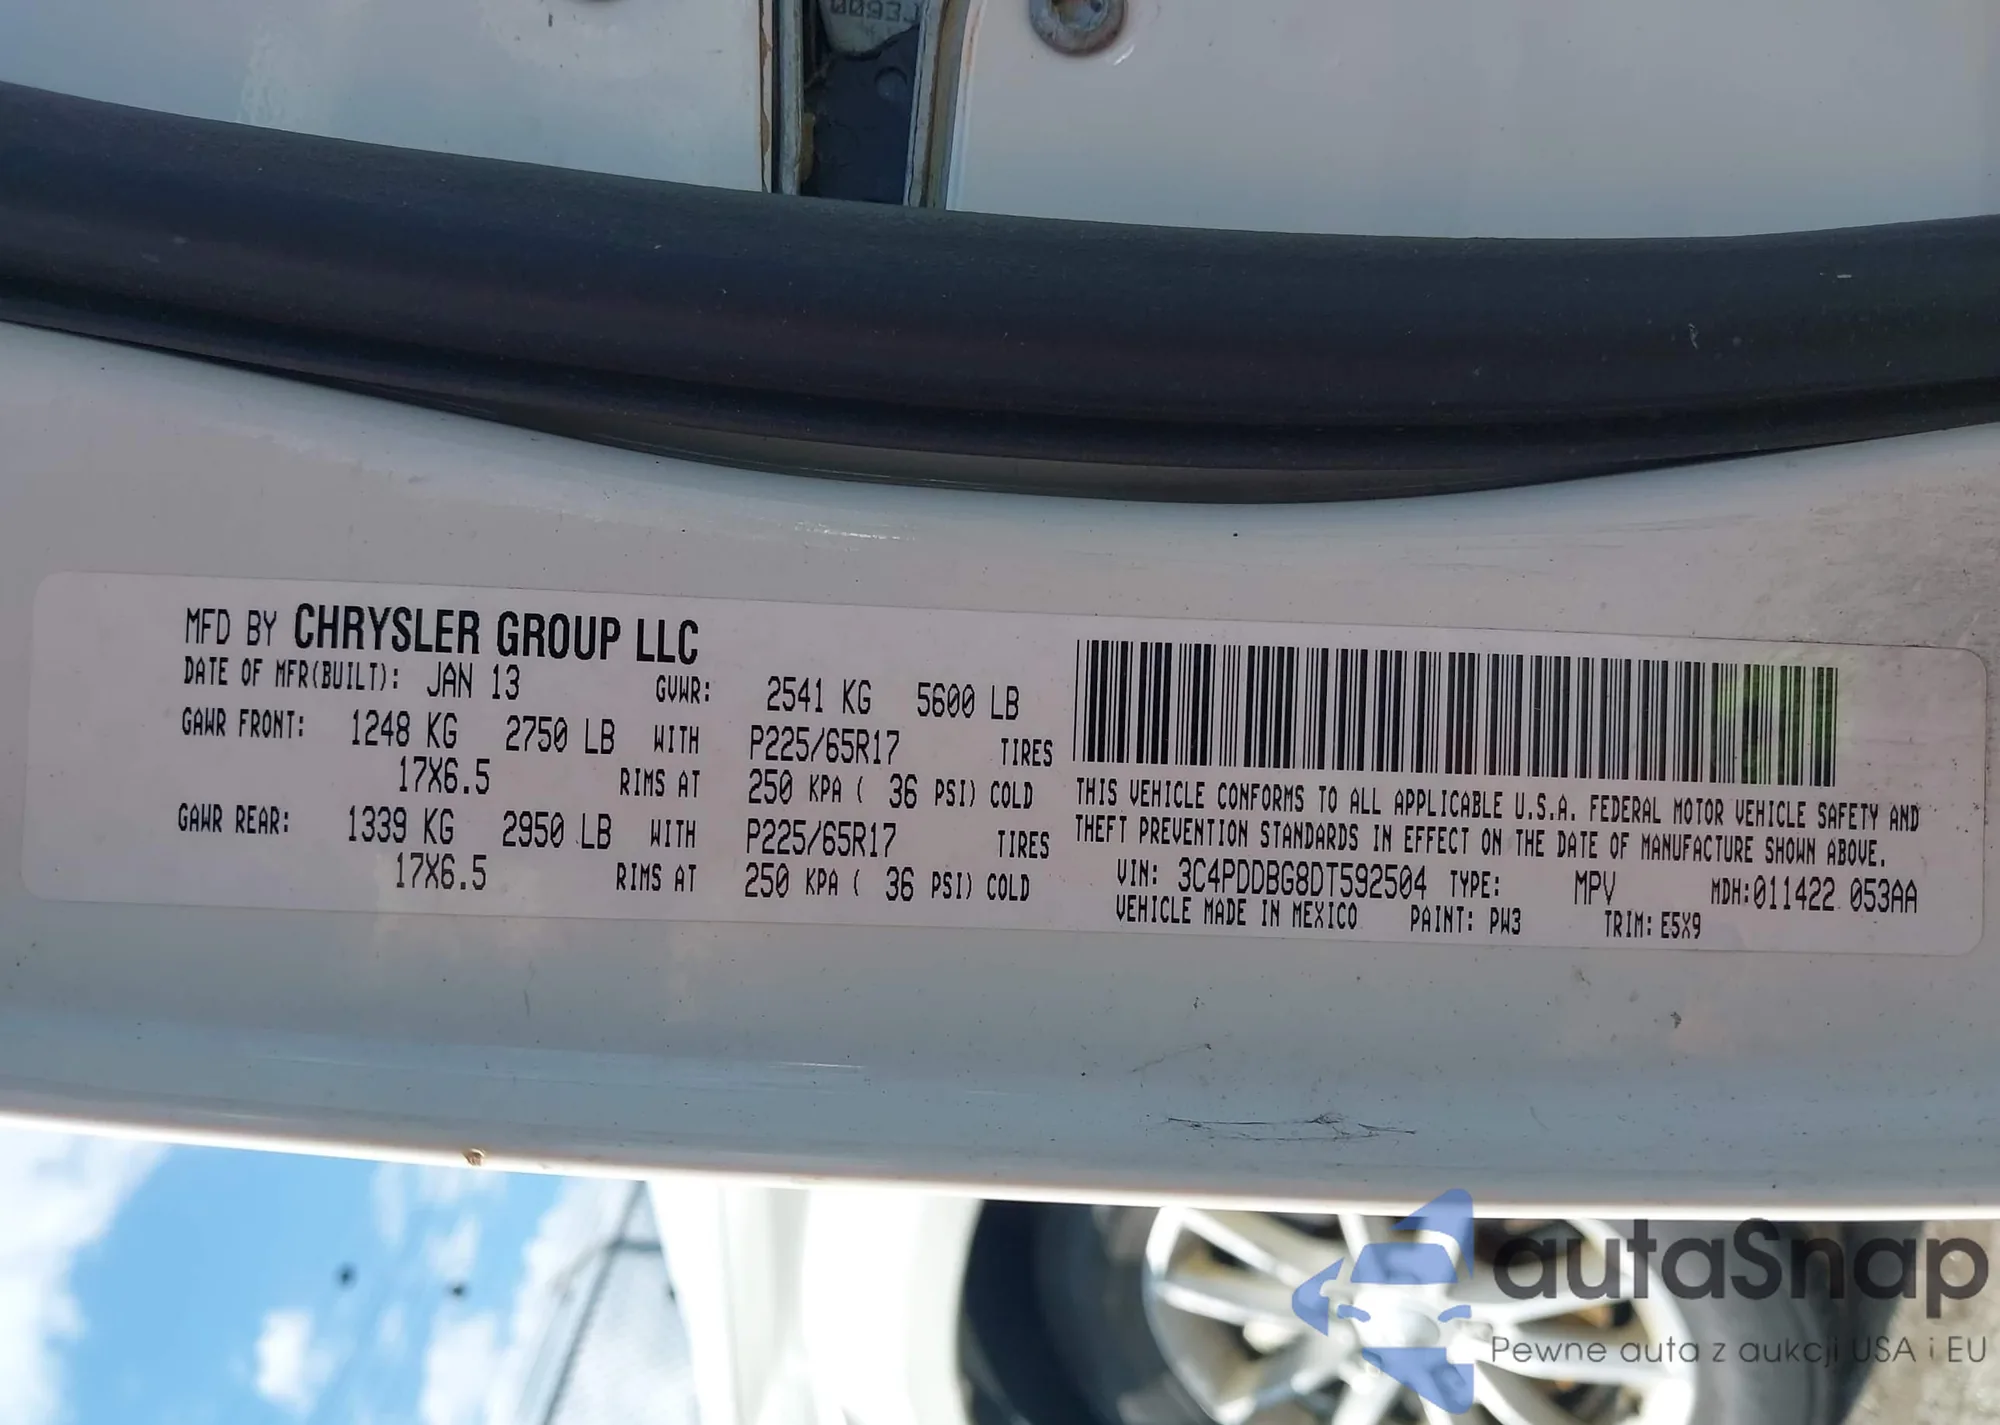 0093J
MFD BY CHRYSLER GROUP LLC
DATE OF MFR(BUILT): JAN 13 GVWR: 2541 KG 5600 LB
GAWR FRONT: 1248 KG 2750 LB WITH P225/65R17 TIRES
17X6.5 RIMS AT 250 KPA ( 36 PSI) COLD
GAWR REAR: 1339 KG 2950 LB WITH P225/65R17 TIRES
17X6.5 RIMS AT 250 KPA ( 36 PSI) COLD
THIS VEHICLE CONFORMS TO ALL APPLICABLE U.S.A. FEDERAL MOTOR VEHICLE SAFETY AND
THEFT PREVENTION STANDARDS IN EFFECT ON THE DATE OF MANUFACTURE SHOWN ABOVE.
VIN: 3C4PDDBG8DT592504 TYPE: MPV MDH:011422 053AA
VEHICLE MADE IN MEXICO PAINT: PW3 TRIM: E5X9
autaSnap
Pewne auta z aukcji USA i EU